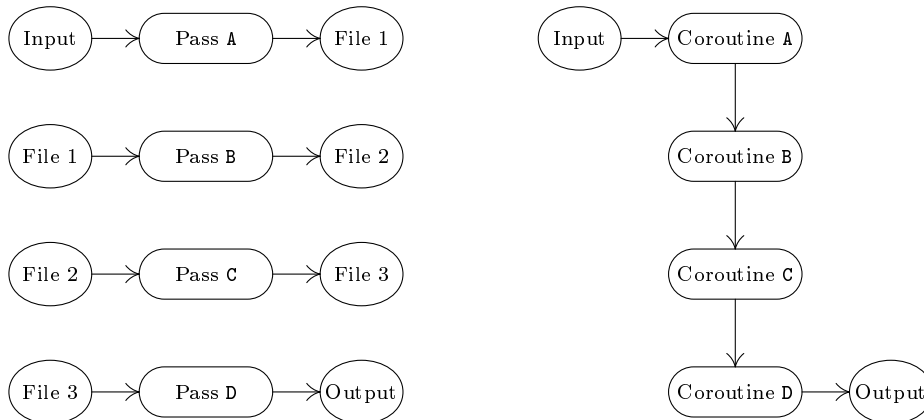 Input Pass A File 1
File 1 Pass B File 2
File 2 Pass C File 3
File 3 Pass D Output
Input Coroutine A
Coroutine B
Coroutine C
Coroutine D Output